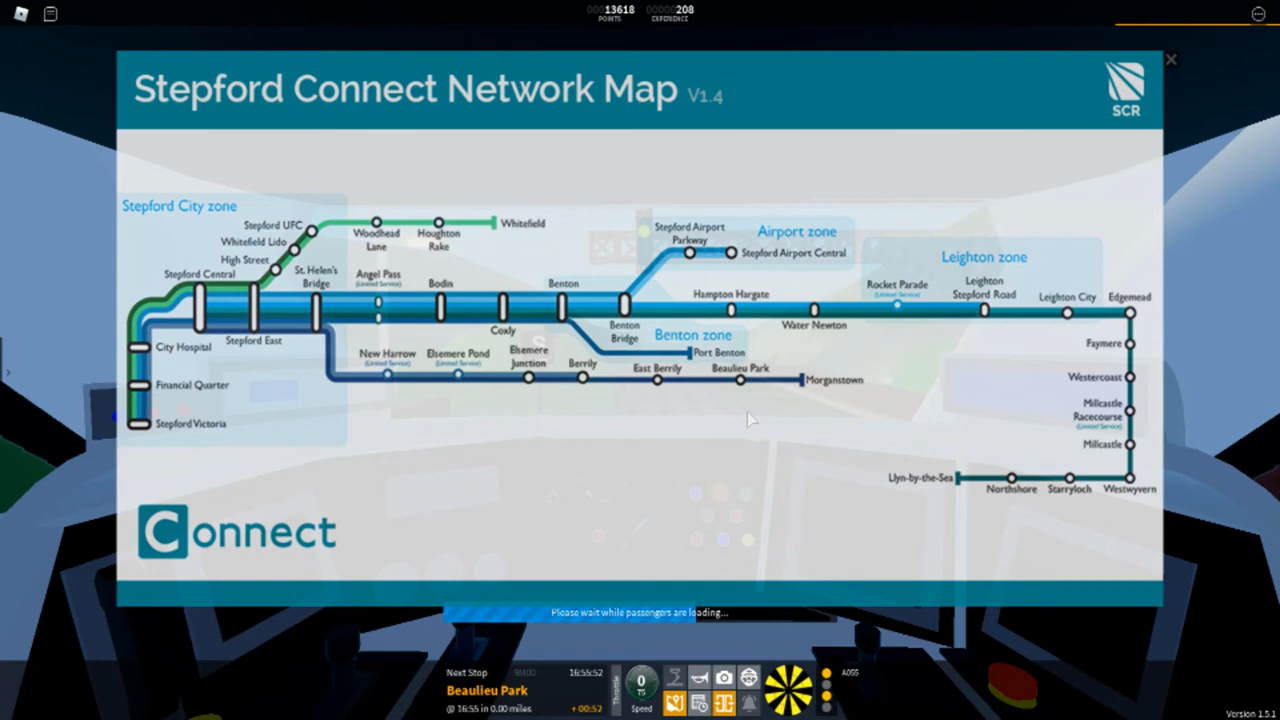 00013618
POINTS
00000208
EXPERIENCE
Stepford Connect Network Map V1.4
SCR
Stepford City zone
Stepford UFC
Whitefield Lido
High Street
Stepford Central
St. Helen's
Bridge
Stepford East
City Hospital
Financial Quarter
Stepford Victoria
Woodhead
Lane
Houghton
Rake
Whitefield
Angel Pass
(Limited Service)
Bodin
Coxly
Benton
Benton
Bridge
Stepford Airport
Parkway
Airport zone
Stepford Airport Central
Hampton Hargate
Water Newton
Benton zone
Port Benton
New Harrow
(Limited Service)
Elsemere Pond
(Limited Service)
Elsemere
Junction
Berrily
East Berrily
Beaulieu Park
Morganstown
Leighton zone
Rocket Parade
(Limited Service)
Leighton
Stepford Road
Leighton City
Edgemead
Faymere
Westercoast
Millcastle
Racecourse
(Limited Service)
Millcastle
Llyn-by-the-Sea
Northshore
Starryloch
Westwyvern
Connect
Please wait while passengers are loading...
Next Stop
16:55:52
Beaulieu Park
@ 16:55 in 0.00 miles
+ 00:52
Throttle
0
75
Speed
A055
Version 1.5.1